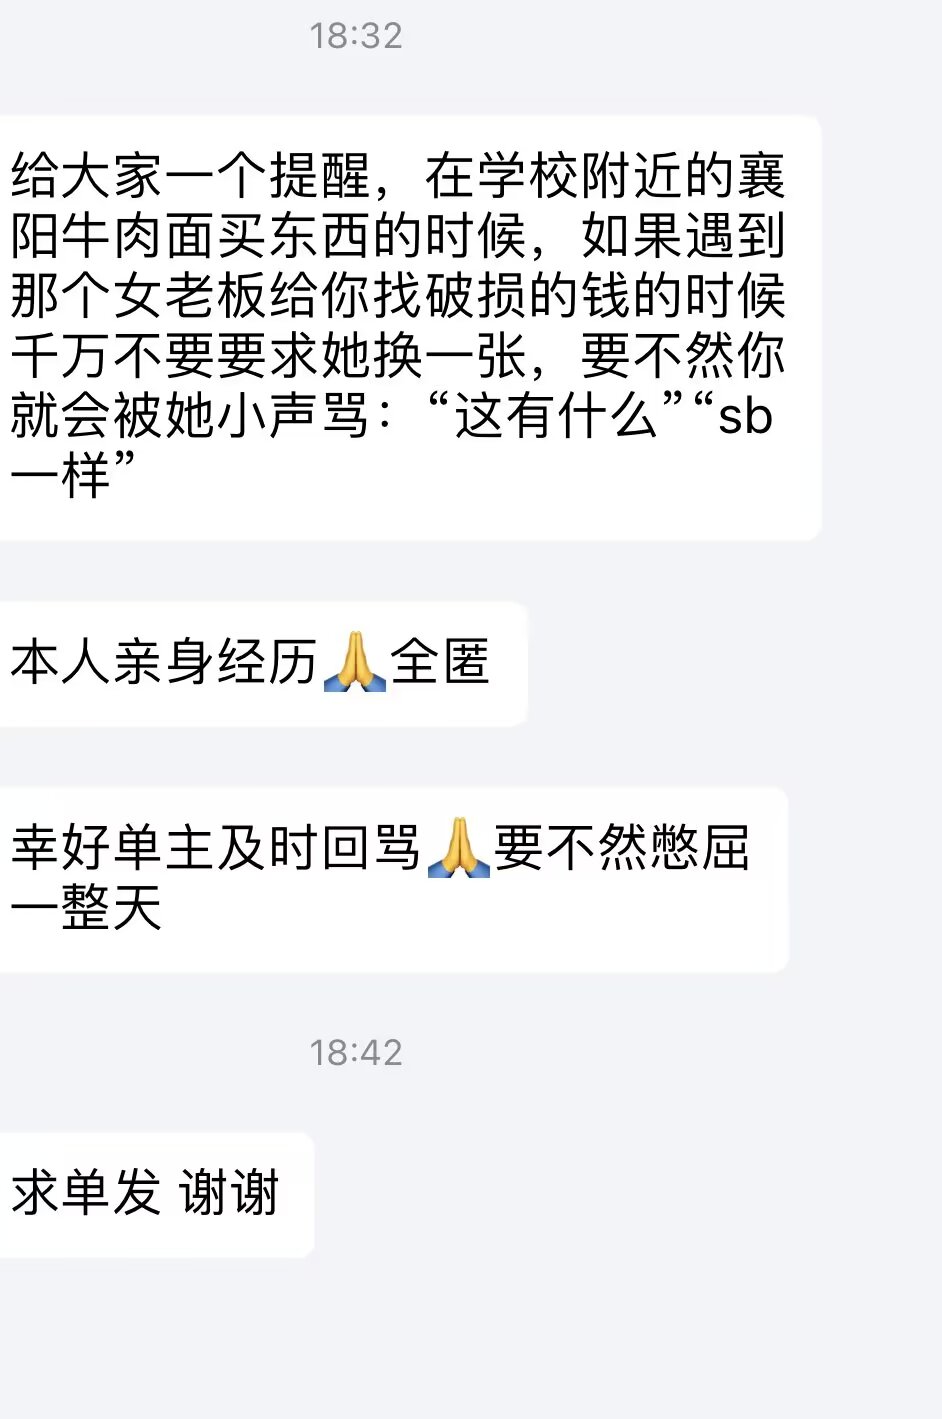 18:32
给大家一个提醒，在学校附近的襄
阳牛肉面买东西的时候，如果遇到
那个女老板给你找破损的钱的时候
千万不要要求她换一张，要不然你
就会被她小声骂：“这有什么”“sb
一样”
本人亲身经历🙏全匿
幸好单主及时回骂🙏要不然憋屈
一整天
18:42
求单发 谢谢